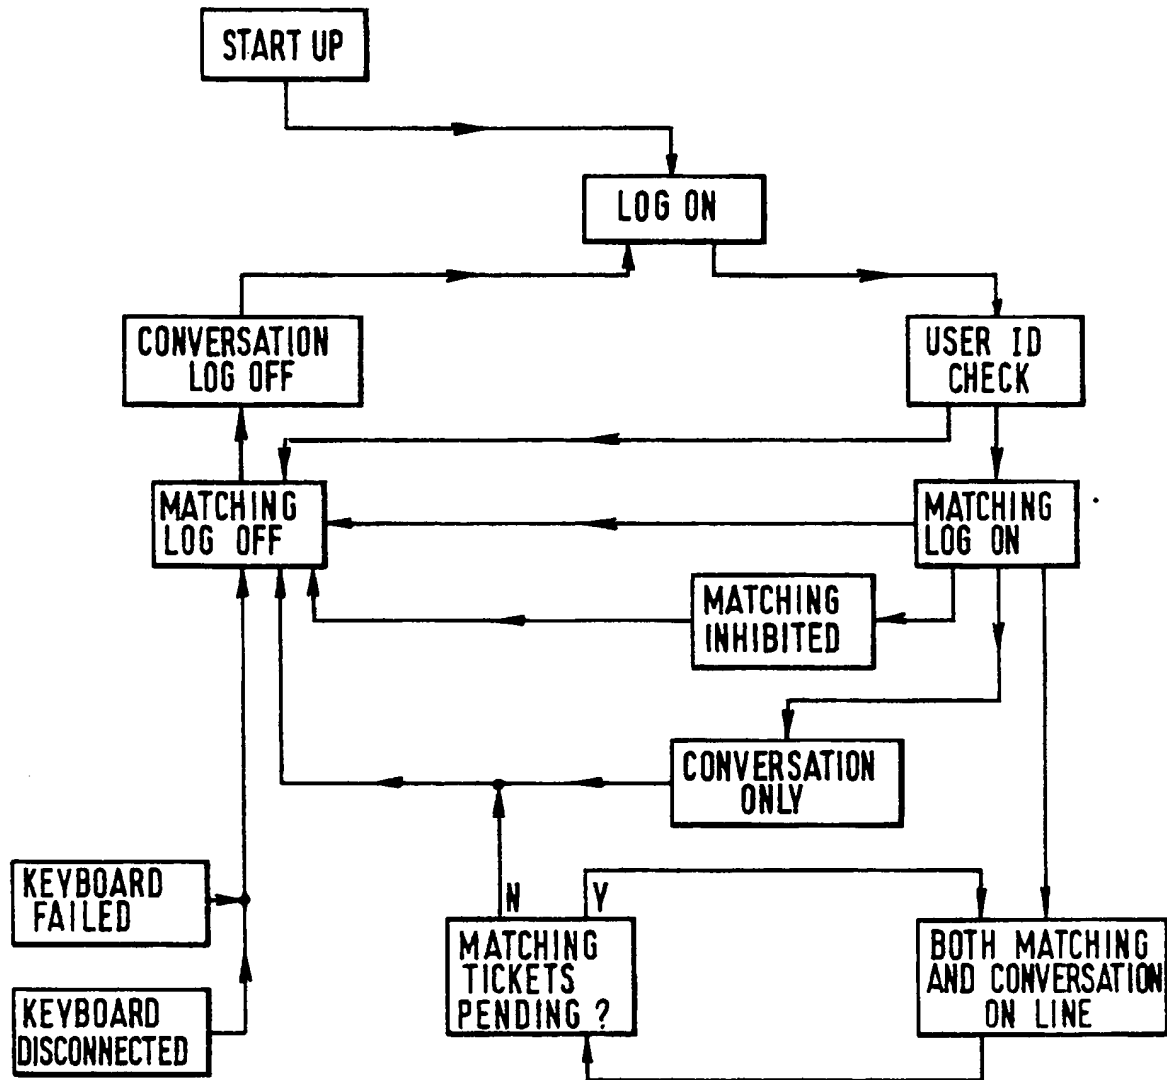 START UP
LOG ON
CONVERSATION
LOG OFF
USER ID
CHECK
MATCHING
LOG OFF
MATCHING
LOG ON
MATCHING
INHIBITED
CONVERSATION
ONLY
KEYBOARD
FAILED
N
Y
MATCHING
TICKETS
PENDING ?
BOTH MATCHING
AND CONVERSATION
ON LINE
KEYBOARD
DISCONNECTED